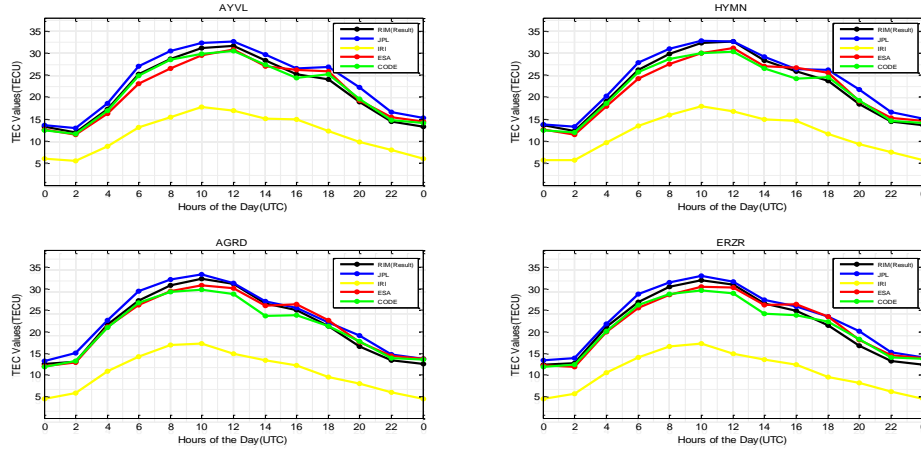 AYVL
TEC Values(TECU)
35
30
25
20
15
10
5
0 2 4 6 8 10 12 14 16 18 20 22 0
Hours of the Day(UTC)
RIM(Result)
JPL
IRI
ESA
CODE
HYMN
TEC Values(TECU)
35
30
25
20
15
10
5
0 2 4 6 8 10 12 14 16 18 20 22 0
Hours of the Day(UTC)
RIM(Result)
JPL
IRI
ESA
CODE
AGRD
TEC Values(TECU)
35
30
25
20
15
10
5
0 2 4 6 8 10 12 14 16 18 20 22 0
Hours of the Day(UTC)
RIM(Result)
JPL
IRI
ESA
CODE
ERZR
TEC Values(TECU)
35
30
25
20
15
10
5
0 2 4 6 8 10 12 14 16 18 20 22
Hours of the Day(UTC)
RIM(Result)
JPL
IRI
ESA
CODE